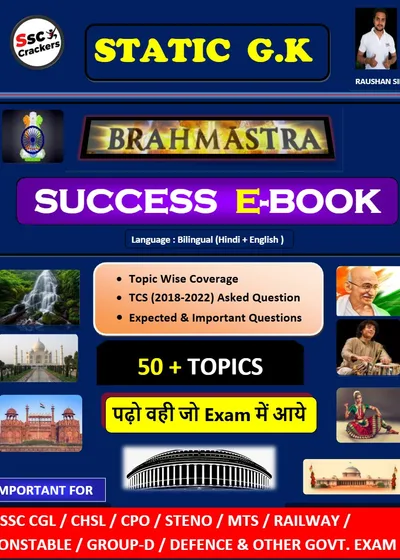 SSC
Crackers
STATIC G.K
RAUSHAN
BRAHMASTRA
SUCCESS E-BOOK
Language : Bilingual (Hindi + English )
• Topic Wise Coverage
• TCS (2018-2022) Asked Question
• Expected & Important Questions
50 + TOPICS
पढ़ो वही जो Exam में आये
IMPORTANT FOR
SSC CGL / CHSL / CPO / STENO / MTS / RAILWAY /
ONSTABLE / GROUP-D / DEFENCE & OTHER GOVT. EXAM